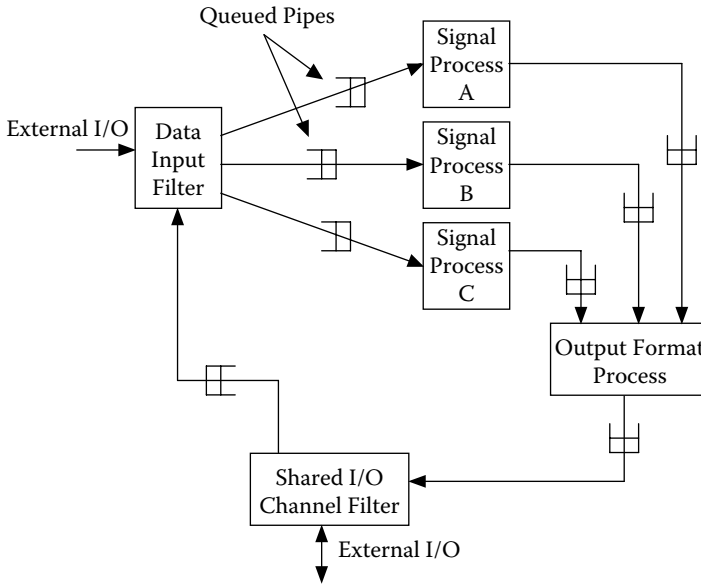 Queued Pipes
Signal
Process
A
External I/O
Data
Input
Filter
Signal
Process
B
Signal
Process
C
Output Format
Process
Shared I/O
Channel Filter
External I/O